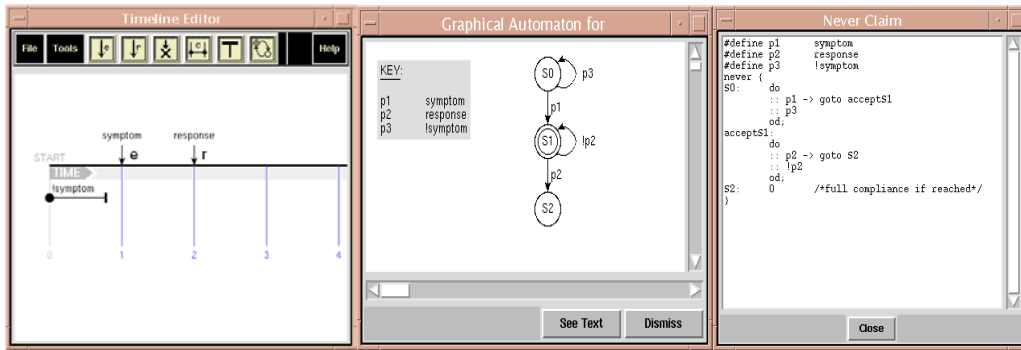 Timeline Editor
File Tools e r x c T Help
symptom response
e r
START
TIME
!symptom
0 1 2 3 4
Graphical Automaton for
KEY:
p1 symptom
p2 response
p3 !symptom
S0 p3
p1
S1 !p2
p2
S2
See Text Dismiss
Never Claim
#define p1 symptom
#define p2 response
#define p3 !symptom
never {
S0: do
:: p1 -> goto acceptS1
:: p3
od;
acceptS1:
do
:: p2 -> goto S2
:: !p2
od;
S2: 0 /*full compliance if reached*/
}
Close